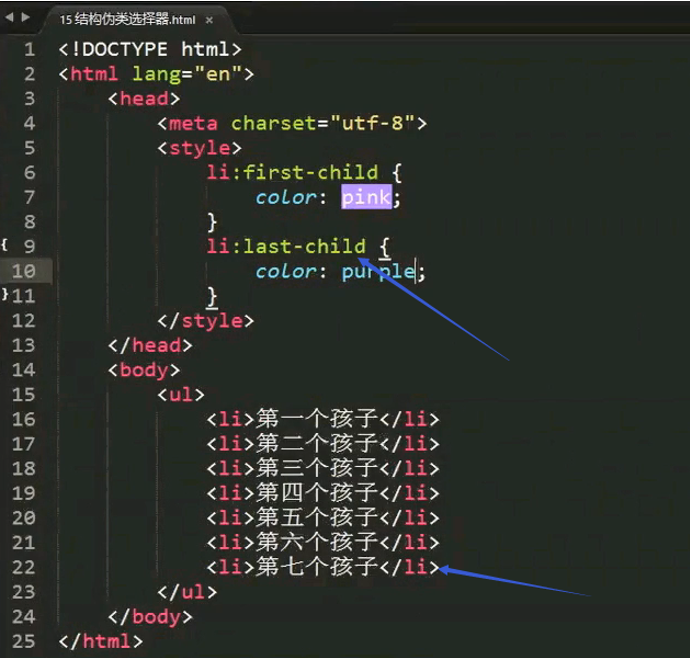 15 结构伪类选择器.html ×
1 <!DOCTYPE html>
2 <html lang="en">
3 <head>
4 <meta charset="utf-8">
5 <style>
6 li:first-child {
7 color: pink;
8 }
{ 9 li:last-child {
10 color: purple;
}11 }
12 </style>
13 </head>
14 <body>
15 <ul>
16 <li>第一个孩子</li>
17 <li>第二个孩子</li>
18 <li>第三个孩子</li>
19 <li>第四个孩子</li>
20 <li>第五个孩子</li>
21 <li>第六个孩子</li>
22 <li>第七个孩子</li>
23 </ul>
24 </body>
25 </html>